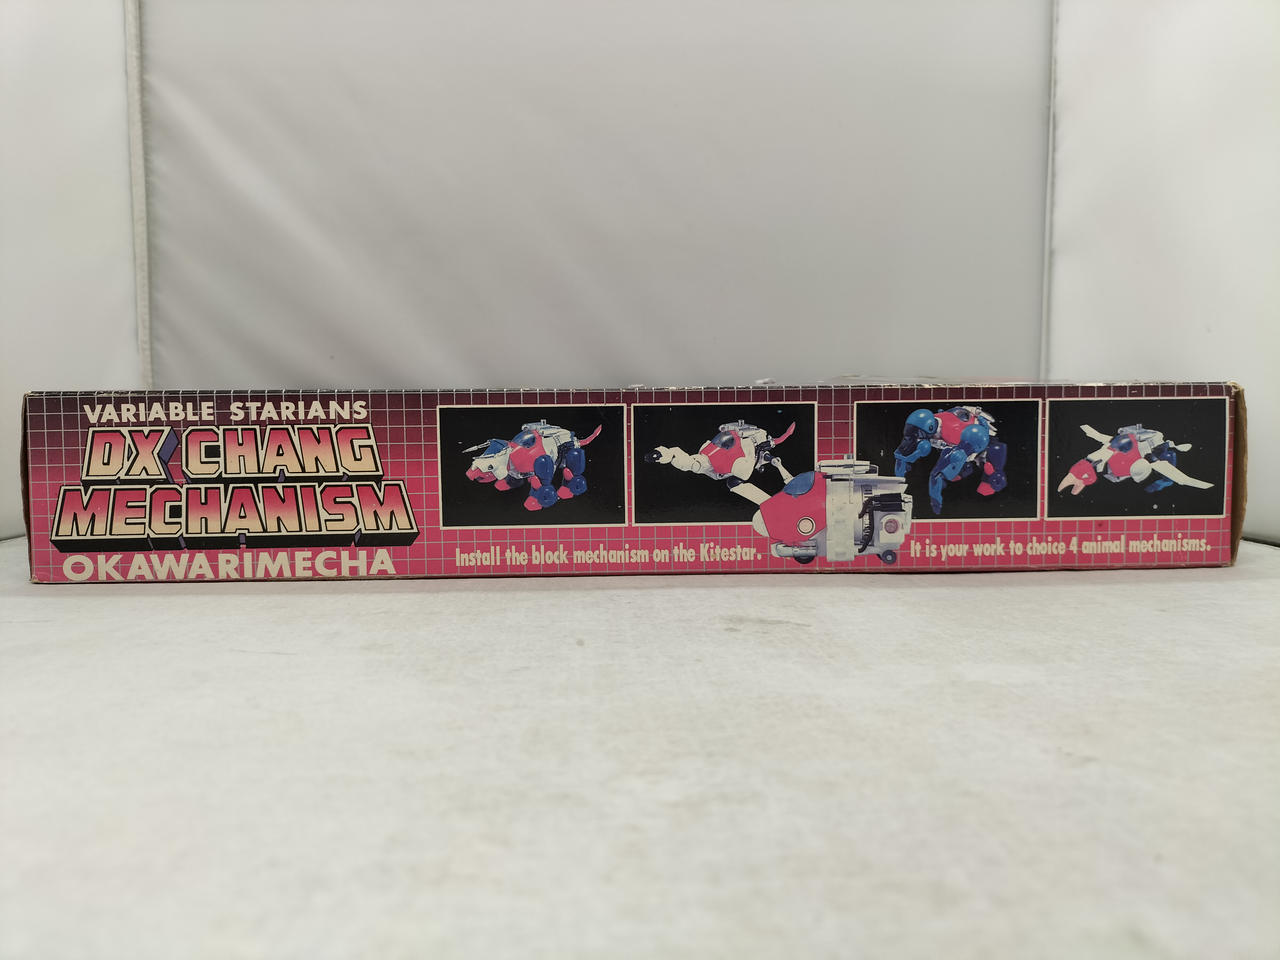 VARIABLE STARIANS
DX CHANG
MECHANISM
OKAWARIMECHA
Install the block mechanism on the Kitestar.
It is your work to choice 4 animal mechanisms.